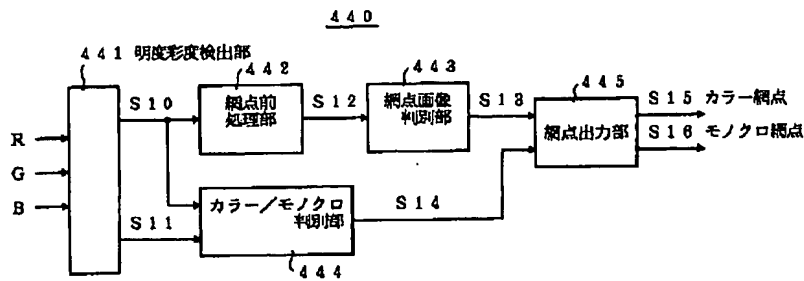 440
441 明度彩度検出部
442
443
445
S10
網点前
処理部
S12
網点画像
判別部
S13
網点出力部
S15 カラー網点
S16 モノクロ網点
R
G
B
S11
カラー/モノクロ
判別部
S14
444